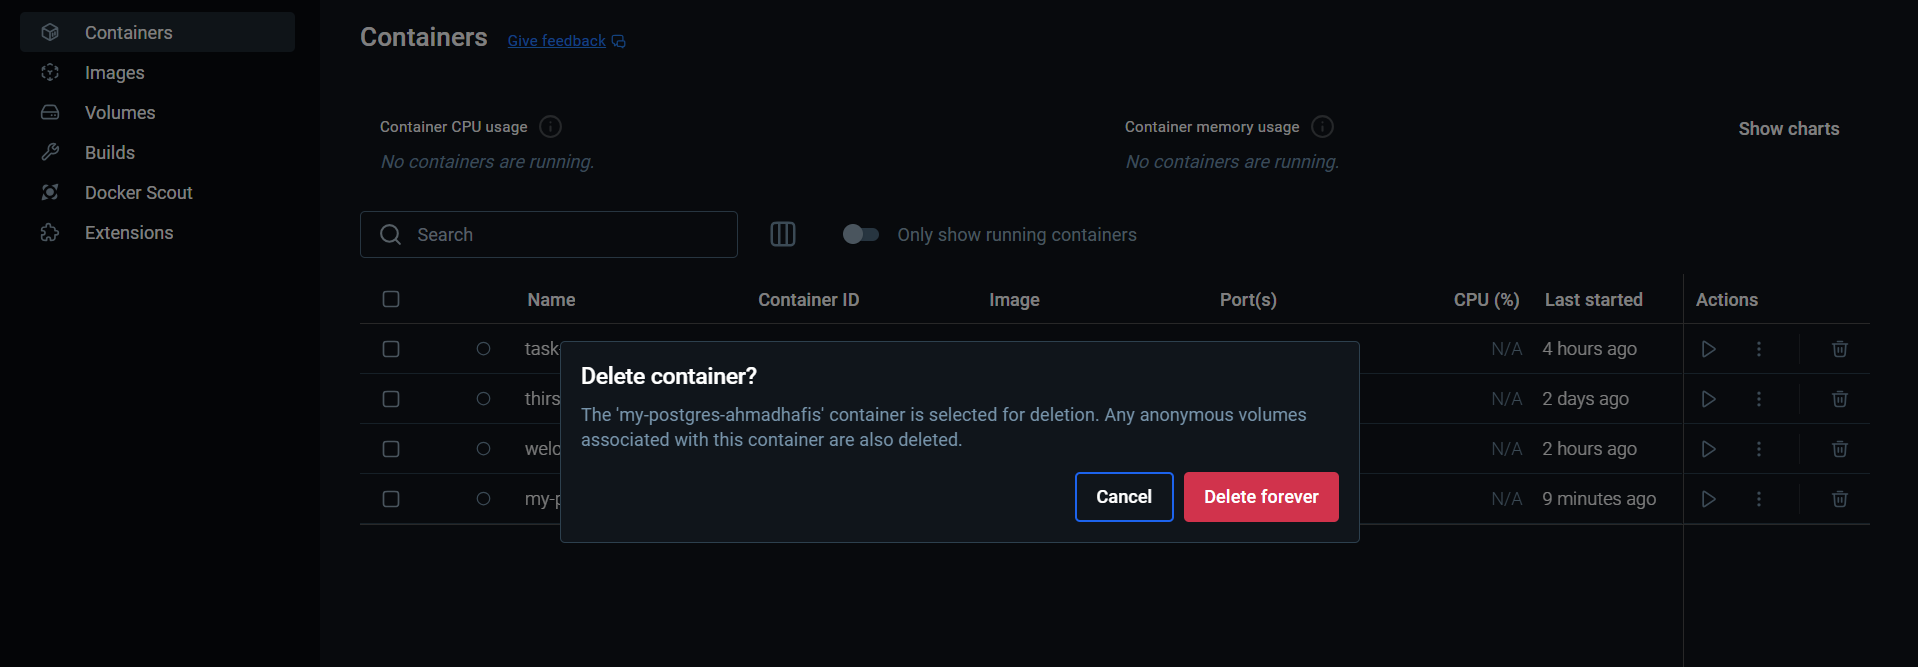 Containers
Images
Volumes
Builds
Docker Scout
Extensions
Containers Give feedback
Container CPU usage
No containers are running.
Container memory usage
No containers are running.
Show charts
Search
Only show running containers
Name Container ID Image Port(s) CPU (%) Last started Actions
task N/A 4 hours ago
thirs N/A 2 days ago
welc N/A 2 hours ago
my-p N/A 9 minutes ago
Delete container?
The 'my-postgres-ahmadhafis' container is selected for deletion. Any anonymous volumes
associated with this container are also deleted.
Cancel Delete forever